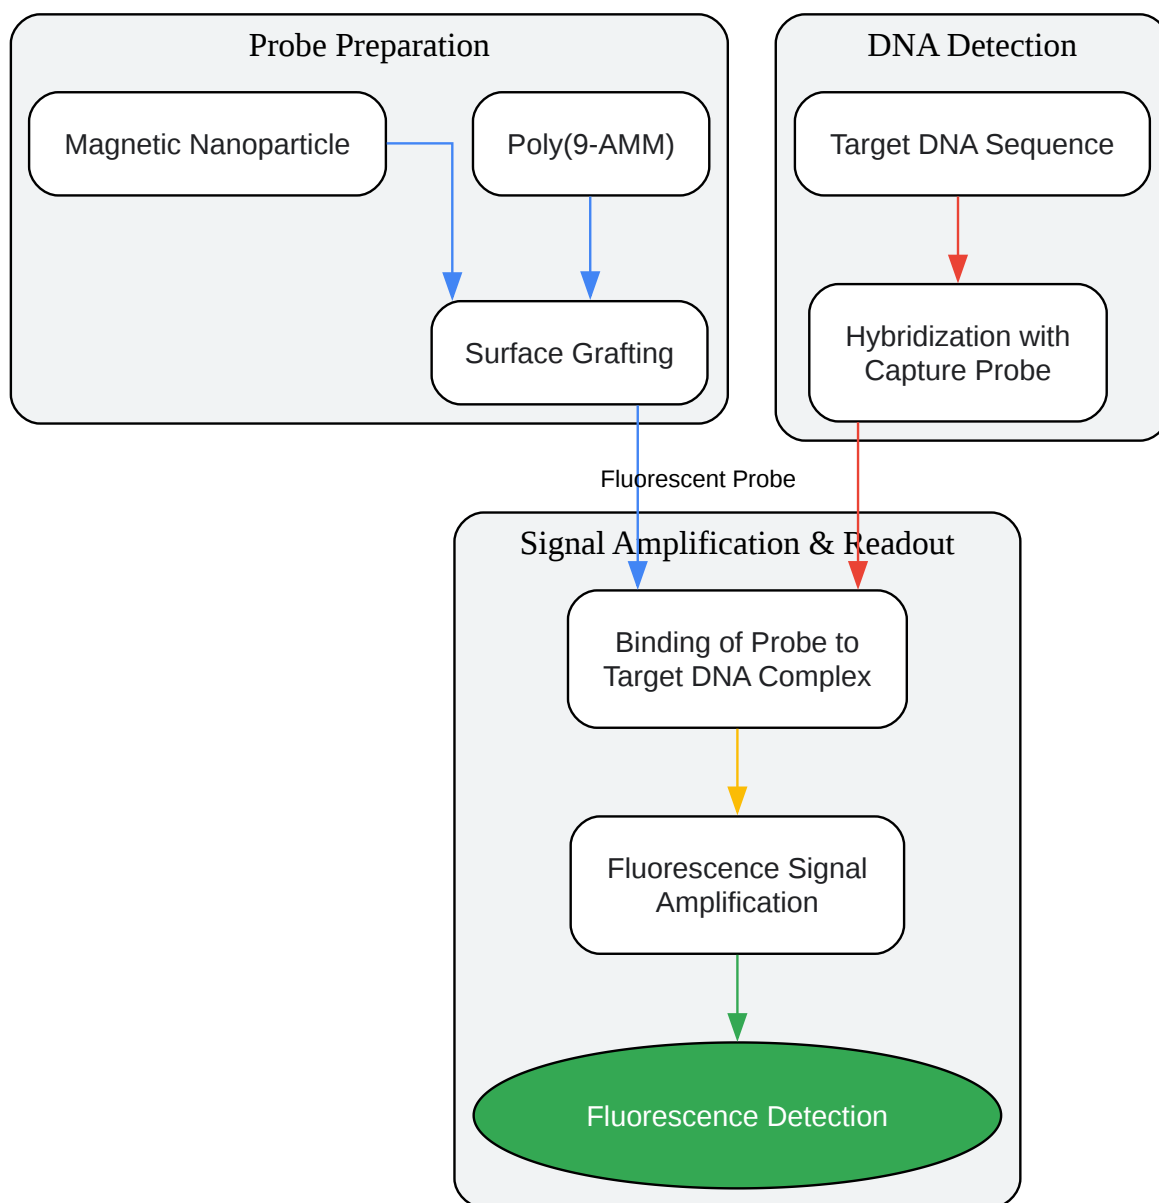 Probe Preparation
Magnetic Nanoparticle
Poly(9-AMM)
Surface Grafting
DNA Detection
Target DNA Sequence
Hybridization with
Capture Probe
Fluorescent Probe
Signal Amplification & Readout
Binding of Probe to
Target DNA Complex
Fluorescence Signal
Amplification
Fluorescence Detection